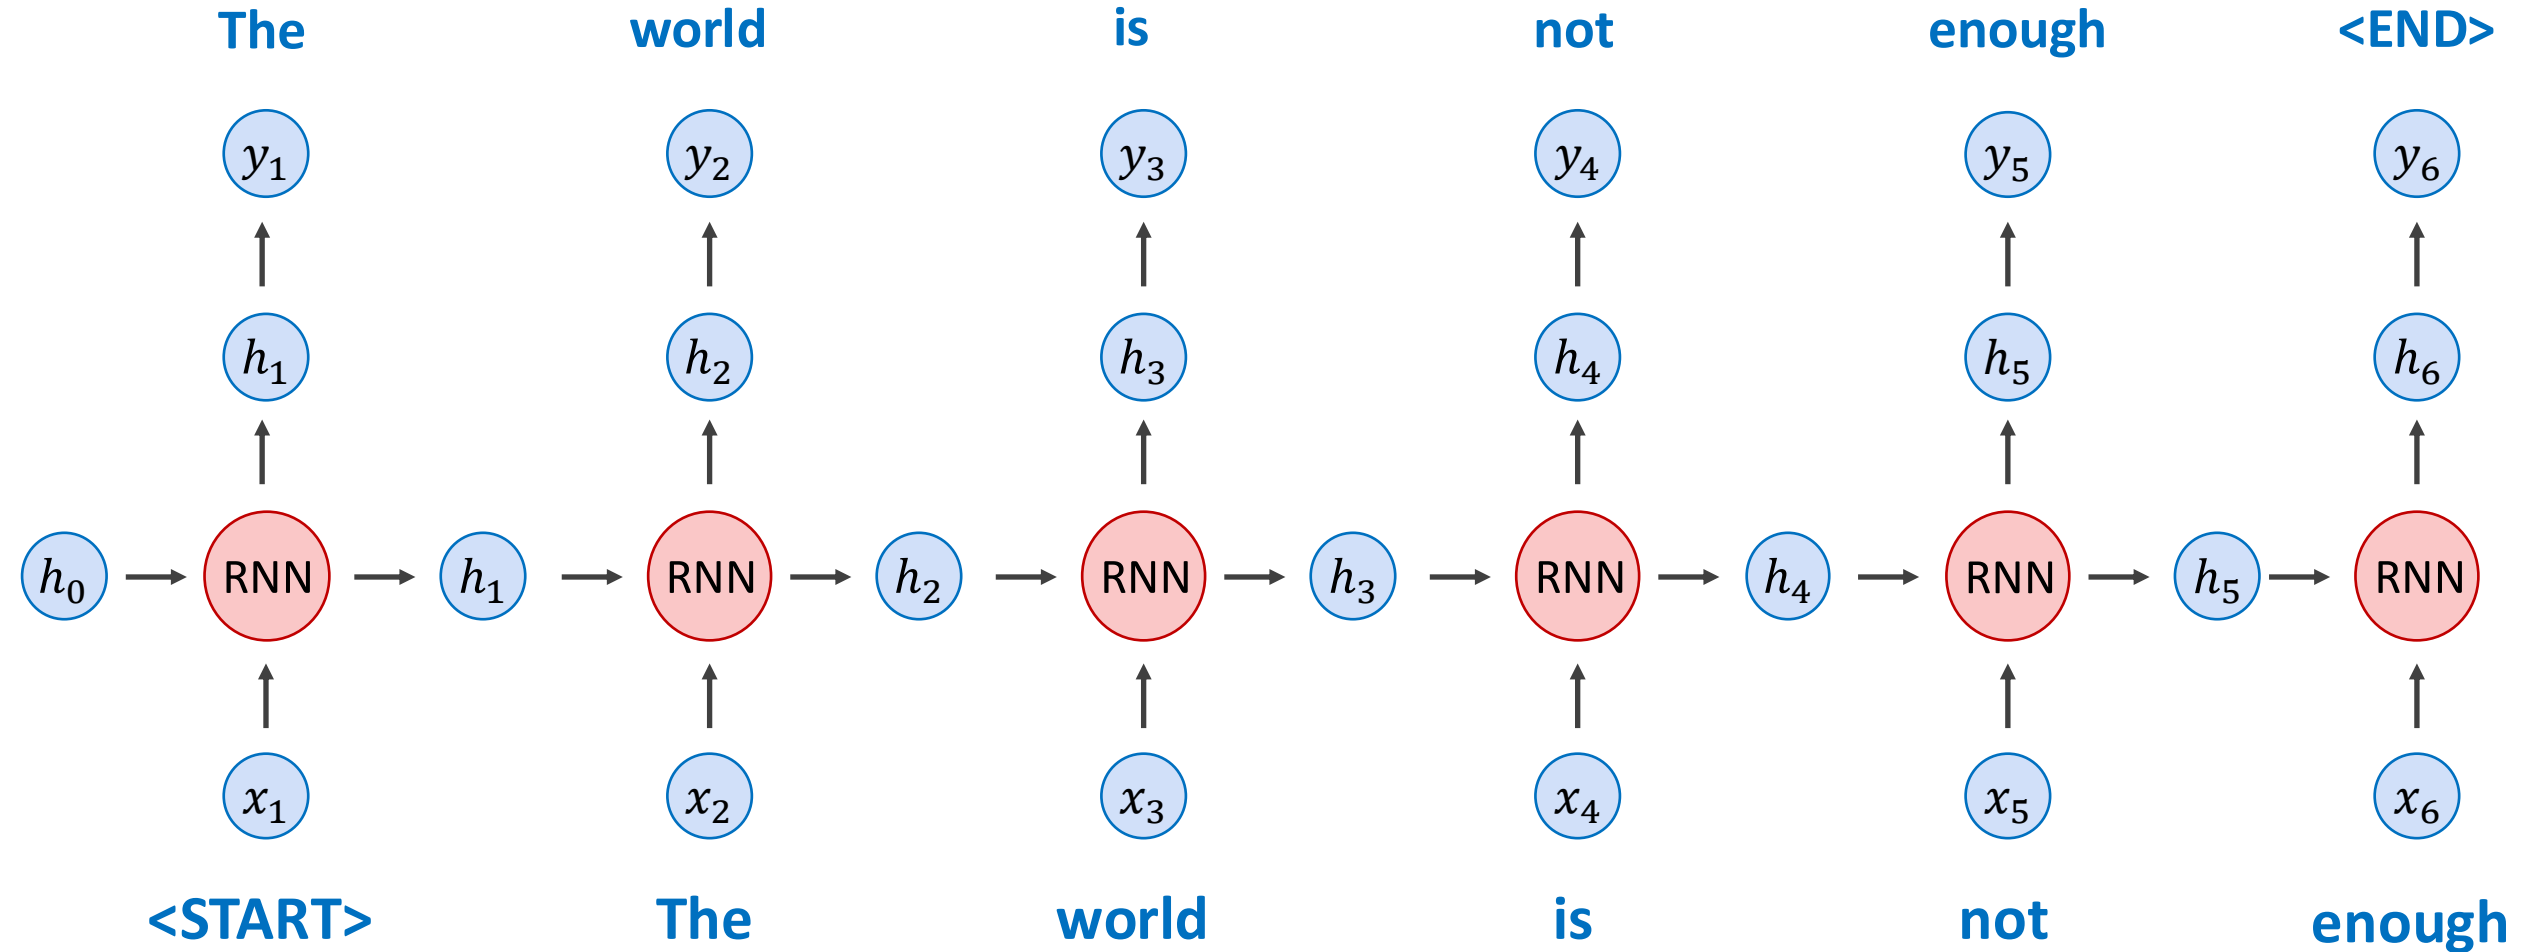 The world is not enough <END>
y₁ y₂ y₃ y₄ y₅ y₆
h₁ h₂ h₃ h₄ h₅ h₆
h₀ RNN h₁ RNN h₂ RNN h₃ RNN h₄ RNN h₅ RNN
x₁ x₂ x₃ x₄ x₅ x₆
<START> The world is not enough